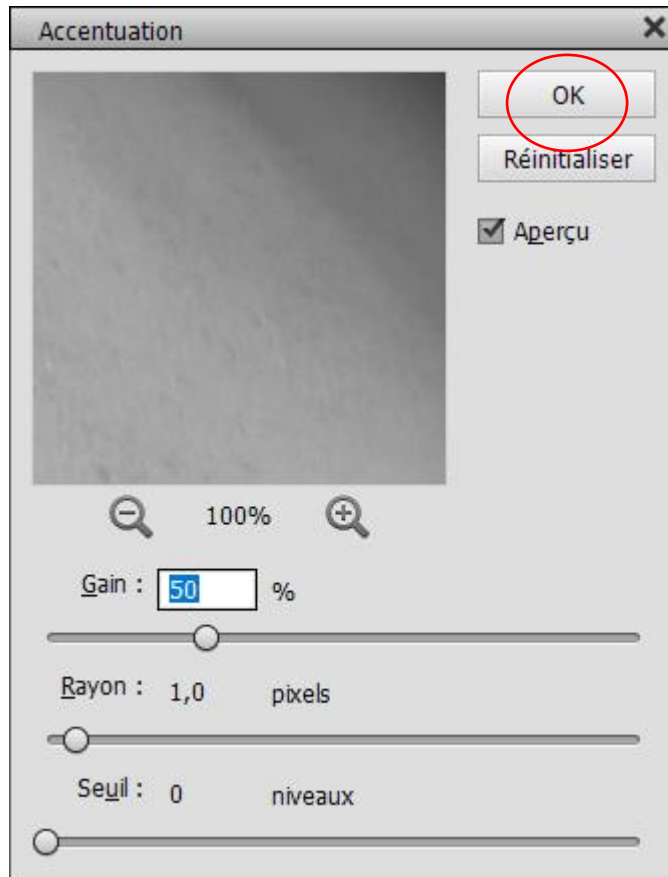 Accentuation
OK
Réinitialiser
Aperçu
100%
Gain : 50 %
Rayon : 1,0 pixels
Seuil : 0 niveaux